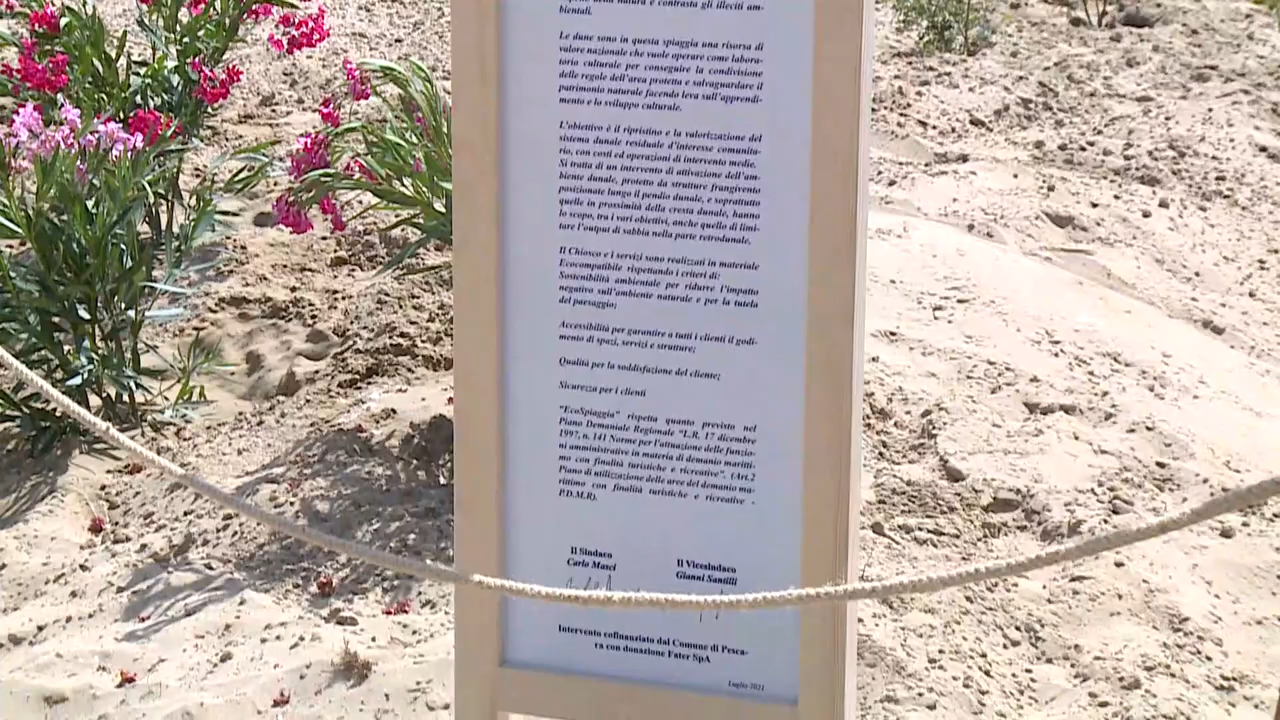 rispetto della natura e contrasta gli illeciti am-
bientali.
Le dune sono in questa spiaggia una risorsa di
valore nazionale che vuole operare come labora-
torio culturale per conseguire la condivisione
delle regole dell'area protetta e salvaguardare il
patrimonio naturale facendo leva sull'apprendi-
mento e lo sviluppo culturale.
L'obiettivo è il ripristino e la valorizzazione del
sistema dunale residuale d'interesse comunita-
rio, con costi ed operazioni di intervento medie.
Si tratta di un intervento di attivazione dell'am-
biente dunale, protetto da strutture frangivento
posizionate lungo il pendio dunale, e soprattutto
quelle in prossimità della cresta dunale, hanno
lo scopo, tra i vari obiettivi, anche quello di limi-
tare l'output di sabbia nella parte retrodunale.
Il Chiosco e i servizi sono realizzati in materiale
Ecocompatibile rispettando i criteri di:
Sostenibilità ambientale per ridurre l'impatto
negativo sull'ambiente naturale e per la tutela
del paesaggio;
Accessibilità per garantire a tutti i clienti il godi-
mento di spazi, servizi e strutture;
Qualità per la soddisfazione del cliente;
Sicurezza per i clienti
"EcoSpiaggia" rispetta quanto previsto nel
Piano Demaniale Regionale "L.R. 17 dicembre
1997, n. 141 Norme per l'attuazione delle funzio-
ni amministrative in materia di demanio maritti-
mo con finalità turistiche e ricreative". (Art.2
Piano di utilizzazione delle aree del demanio ma-
rittimo con finalità turistiche e ricreative -
P.D.M.R).
Il Sindaco
Carlo Masci
Il Vicesindaco
Gianni Santilli
Intervento cofinanziato dal Comune di Pesca-
ra con donazione Fater SpA
Luglio 2021